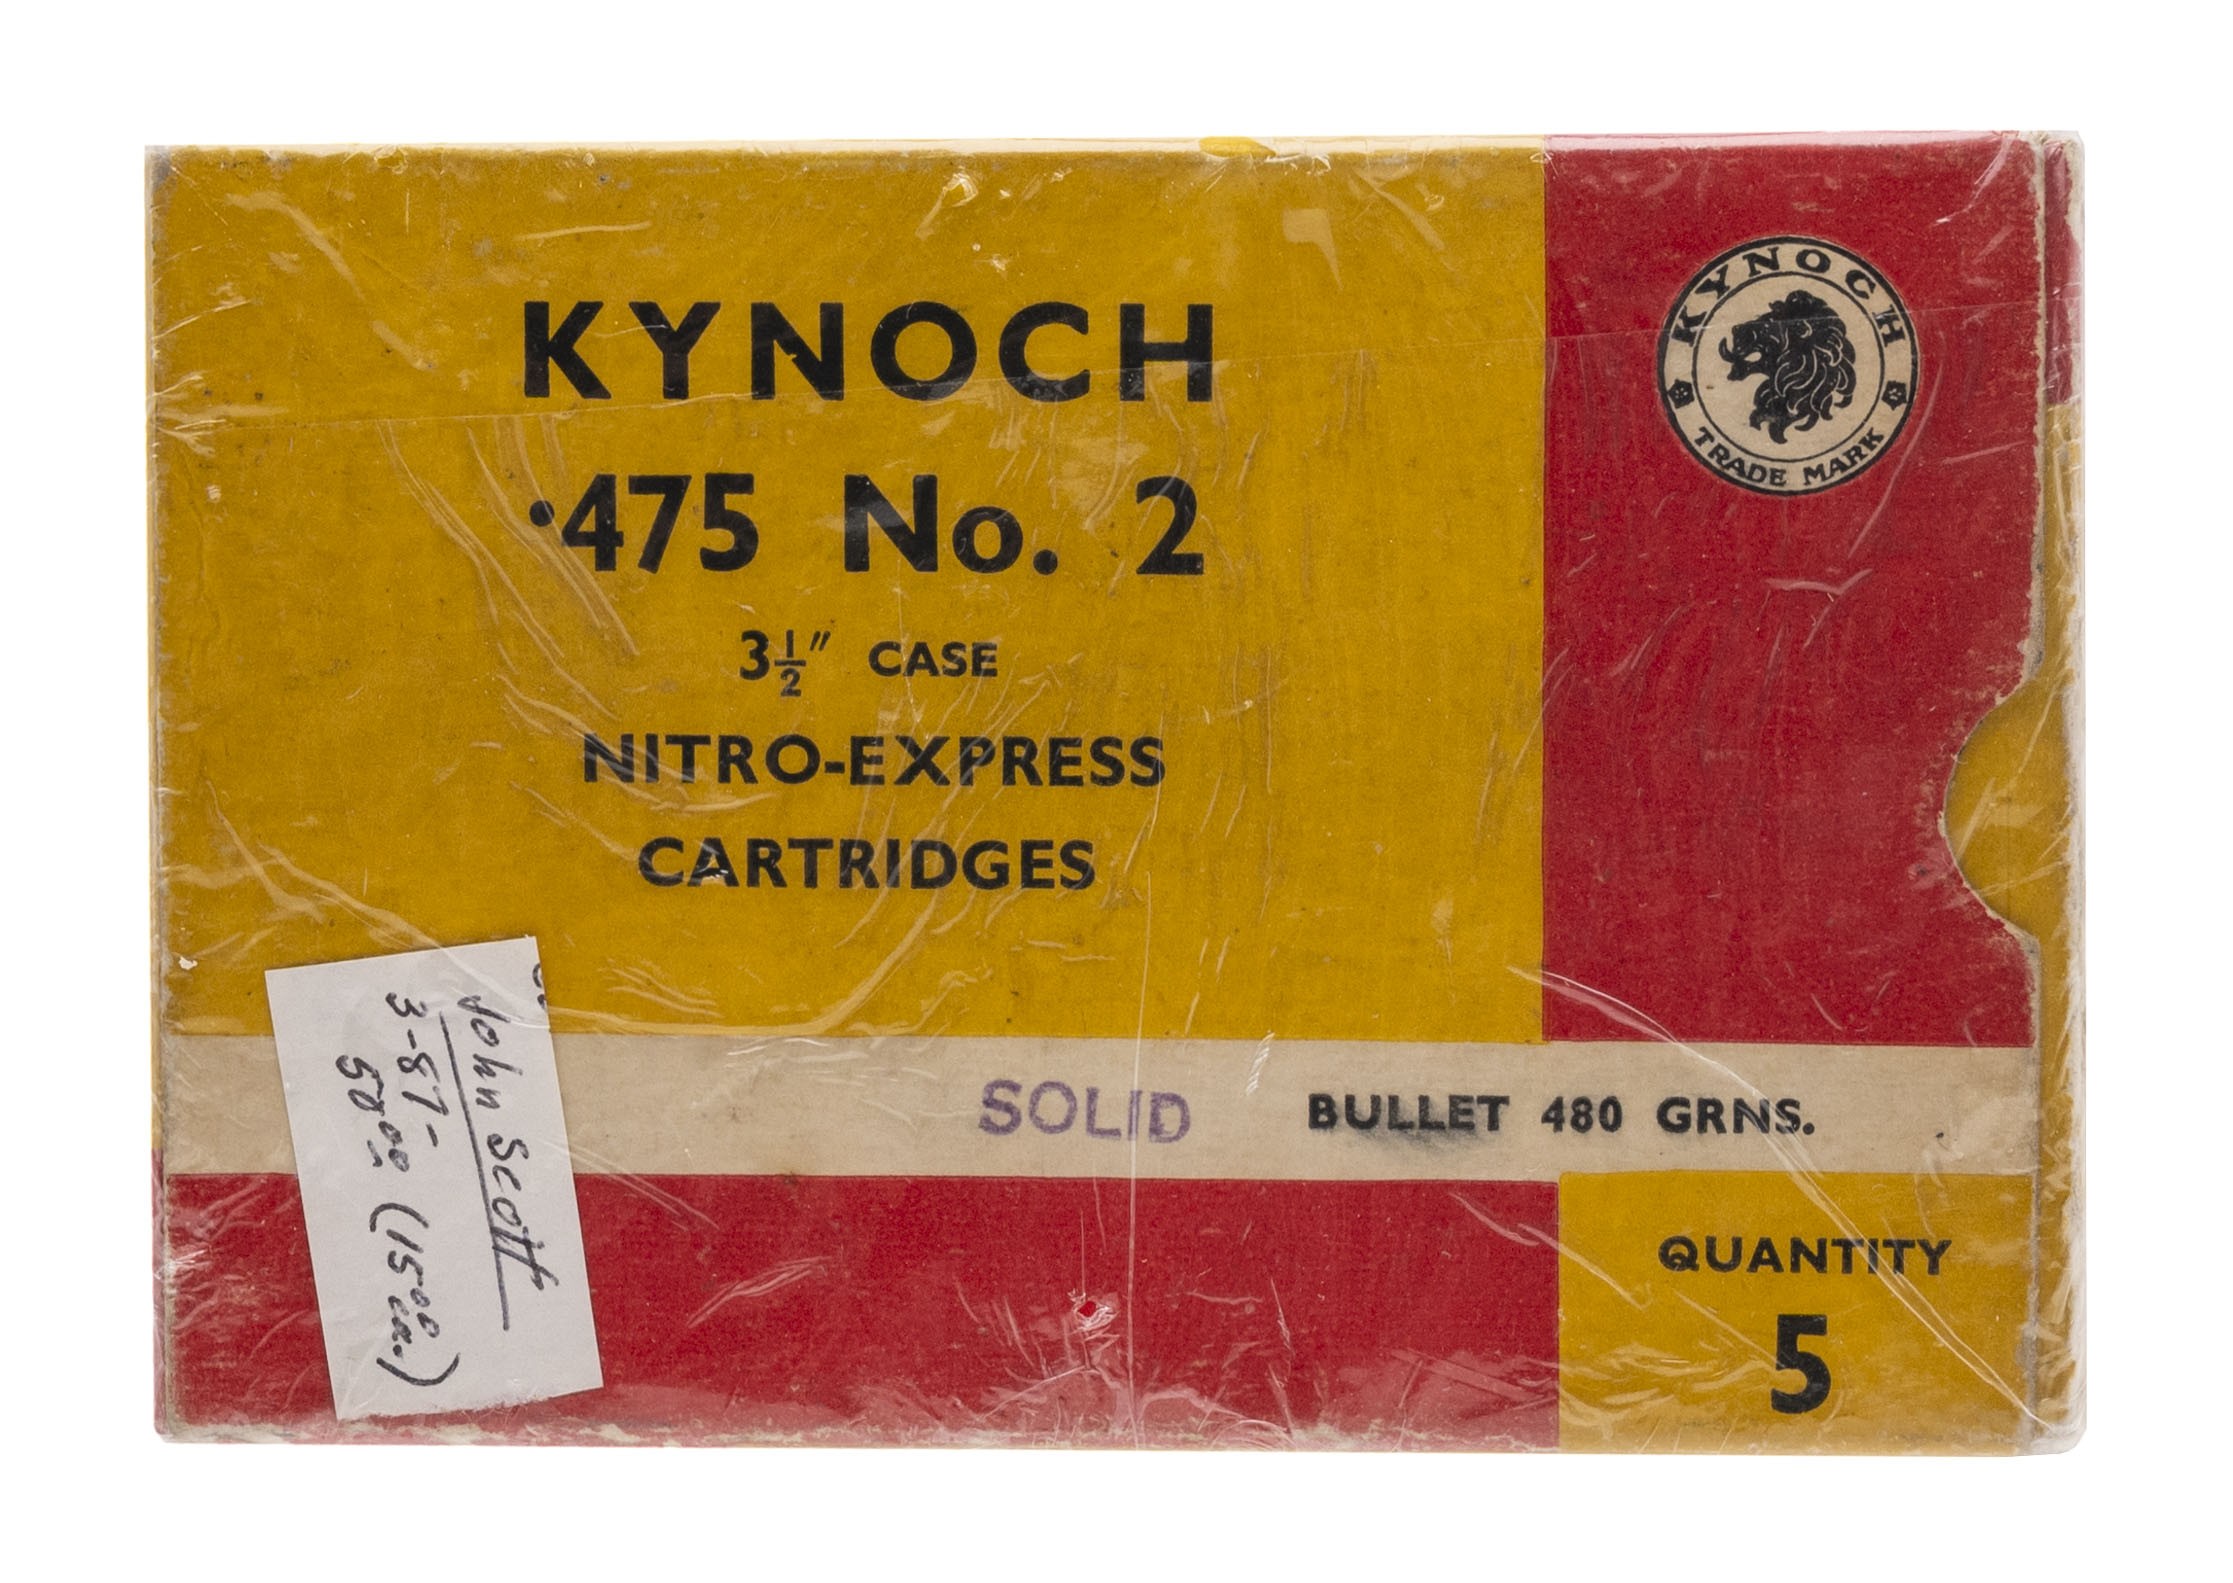 KYNOCH
·475 No. 2
3½" CASE
NITRO-EXPRESS
CARTRIDGES
KYNOCH
TRADE MARK
SOLID BULLET 480 GRNS.
QUANTITY
5
John Scott
3-87-
50.00 (15.00 ea.)